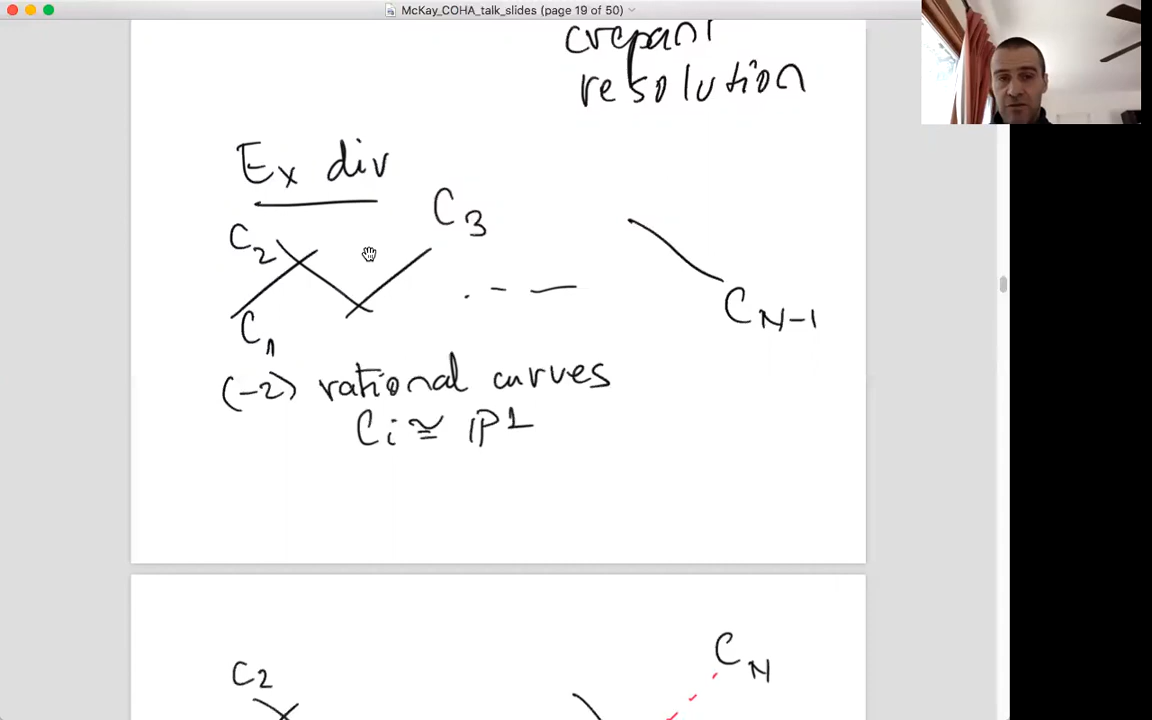 McKay_COHA_talk_slides (page 19 of 50)
crepant
resolution
Ex div
C3
C2
C1
CN-1
(-2) rational curves
Ci ≅ ℙ1
CN
C2